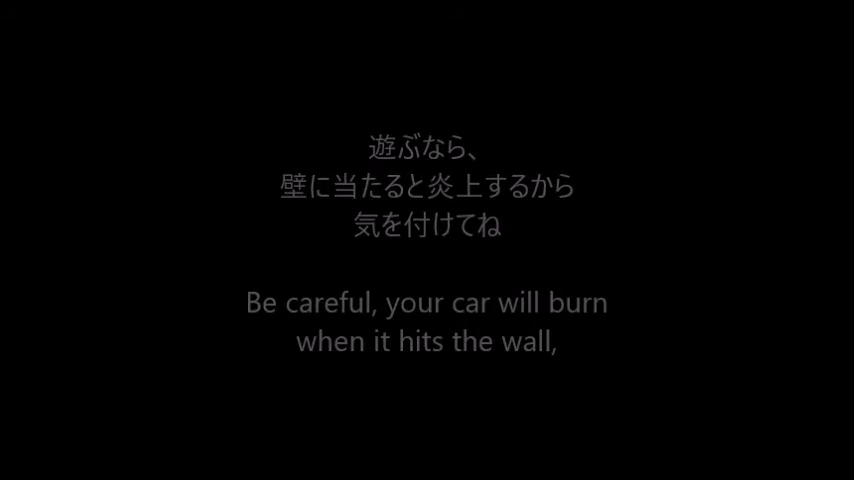 遊ぶなら、
壁に当たると炎上するから
気を付けてね
Be careful, your car will burn
when it hits the wall,